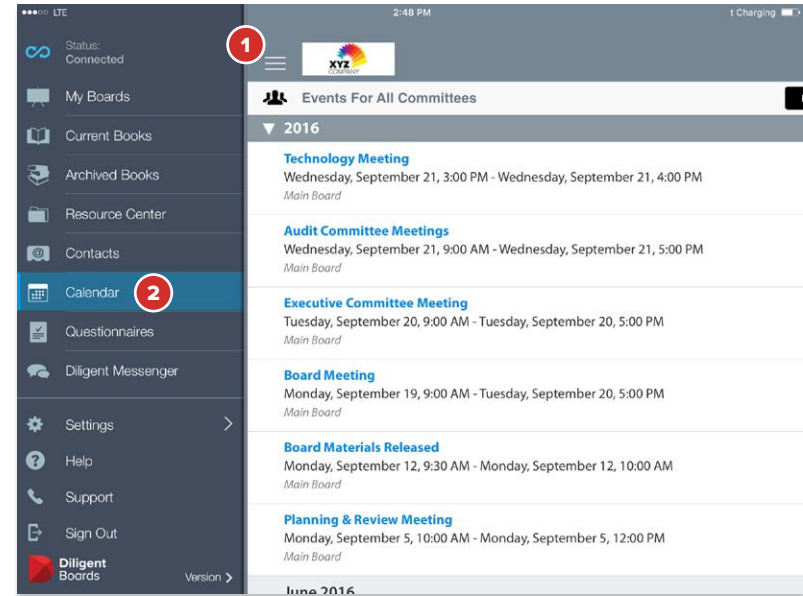 LTE
2:48 PM
t Charging
Status:
Connected
My Boards
Current Books
Archived Books
Resource Center
Contacts
Calendar
2
Questionnaires
Diligent Messenger
Settings
Help
Support
Sign Out
Diligent
Boards
Version
1
XYZ
COMPANY
Events For All Committees
2016
Technology Meeting
Wednesday, September 21, 3:00 PM - Wednesday, September 21, 4:00 PM
Main Board
Audit Committee Meetings
Wednesday, September 21, 9:00 AM - Wednesday, September 21, 5:00 PM
Main Board
Executive Committee Meeting
Tuesday, September 20, 9:00 AM - Tuesday, September 20, 5:00 PM
Main Board
Board Meeting
Monday, September 19, 9:00 AM - Tuesday, September 20, 5:00 PM
Main Board
Board Materials Released
Monday, September 12, 9:30 AM - Monday, September 12, 10:00 AM
Main Board
Planning & Review Meeting
Monday, September 5, 10:00 AM - Monday, September 5, 12:00 PM
Main Board
June 2016